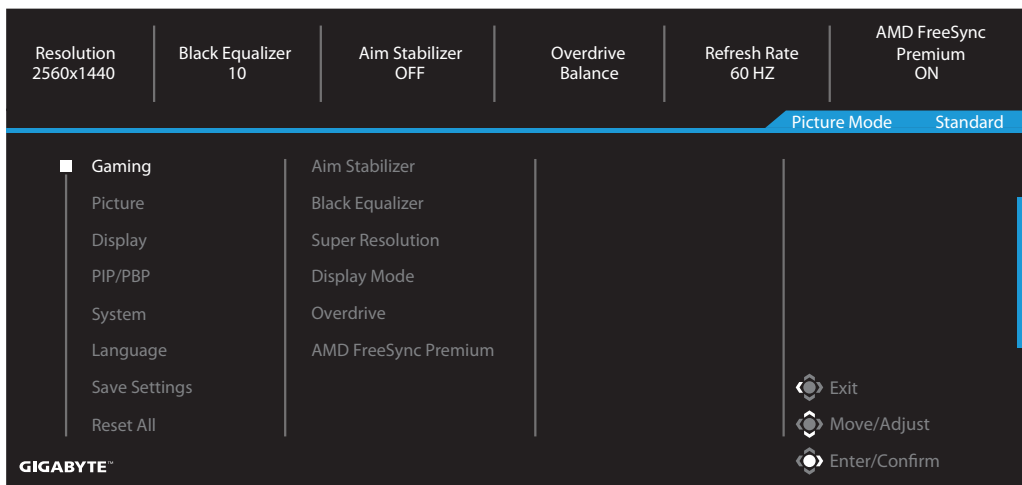 Resolution
2560x1440
Black Equalizer
10
Aim Stabilizer
OFF
Overdrive
Balance
Refresh Rate
60 HZ
AMD FreeSync
Premium
ON
Picture Mode Standard
Gaming
Picture
Display
PIP/PBP
System
Language
Save Settings
Reset All
Aim Stabilizer
Black Equalizer
Super Resolution
Display Mode
Overdrive
AMD FreeSync Premium
Exit
Move/Adjust
Enter/Confirm
GIGABYTE™